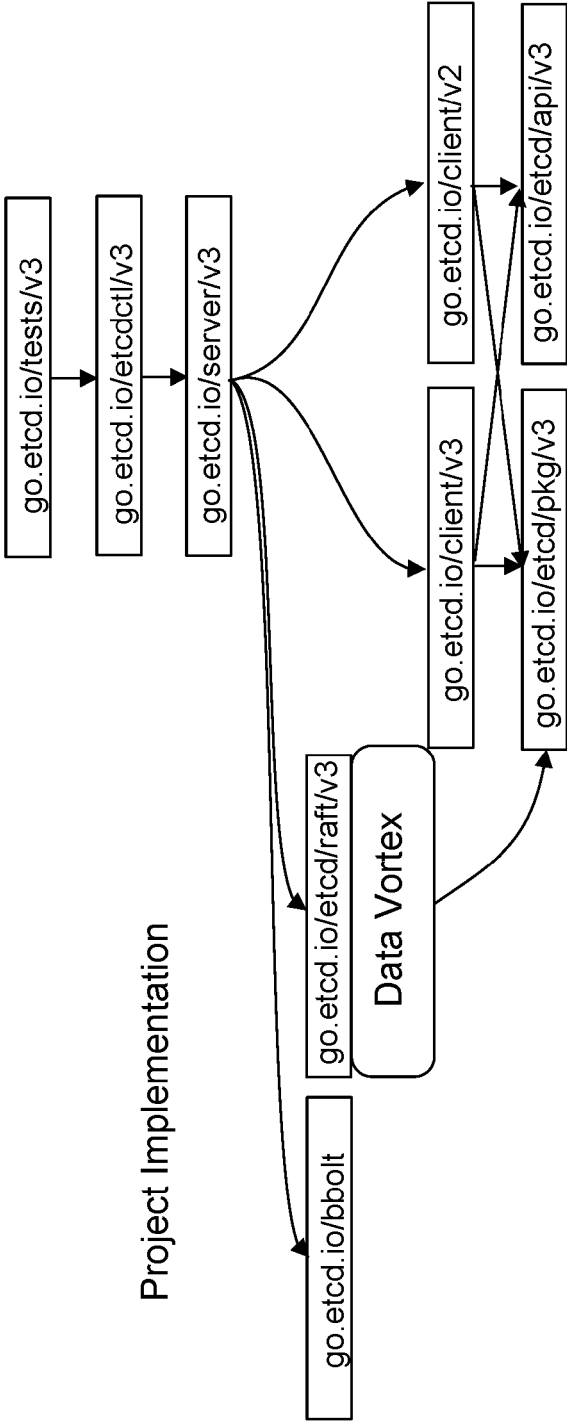 Project Implementation
go.etcd.io/tests/v3
go.etcd.io/etcdctl/v3
go.etcd.io/server/v3
go.etcd.io/bbolt
go.etcd.io/etcd/raft/v3
Data Vortex
go.etcd.io/client/v3
go.etcd.io/client/v2
go.etcd.io/etcd/pkg/v3
go.etcd.io/etcd/api/v3